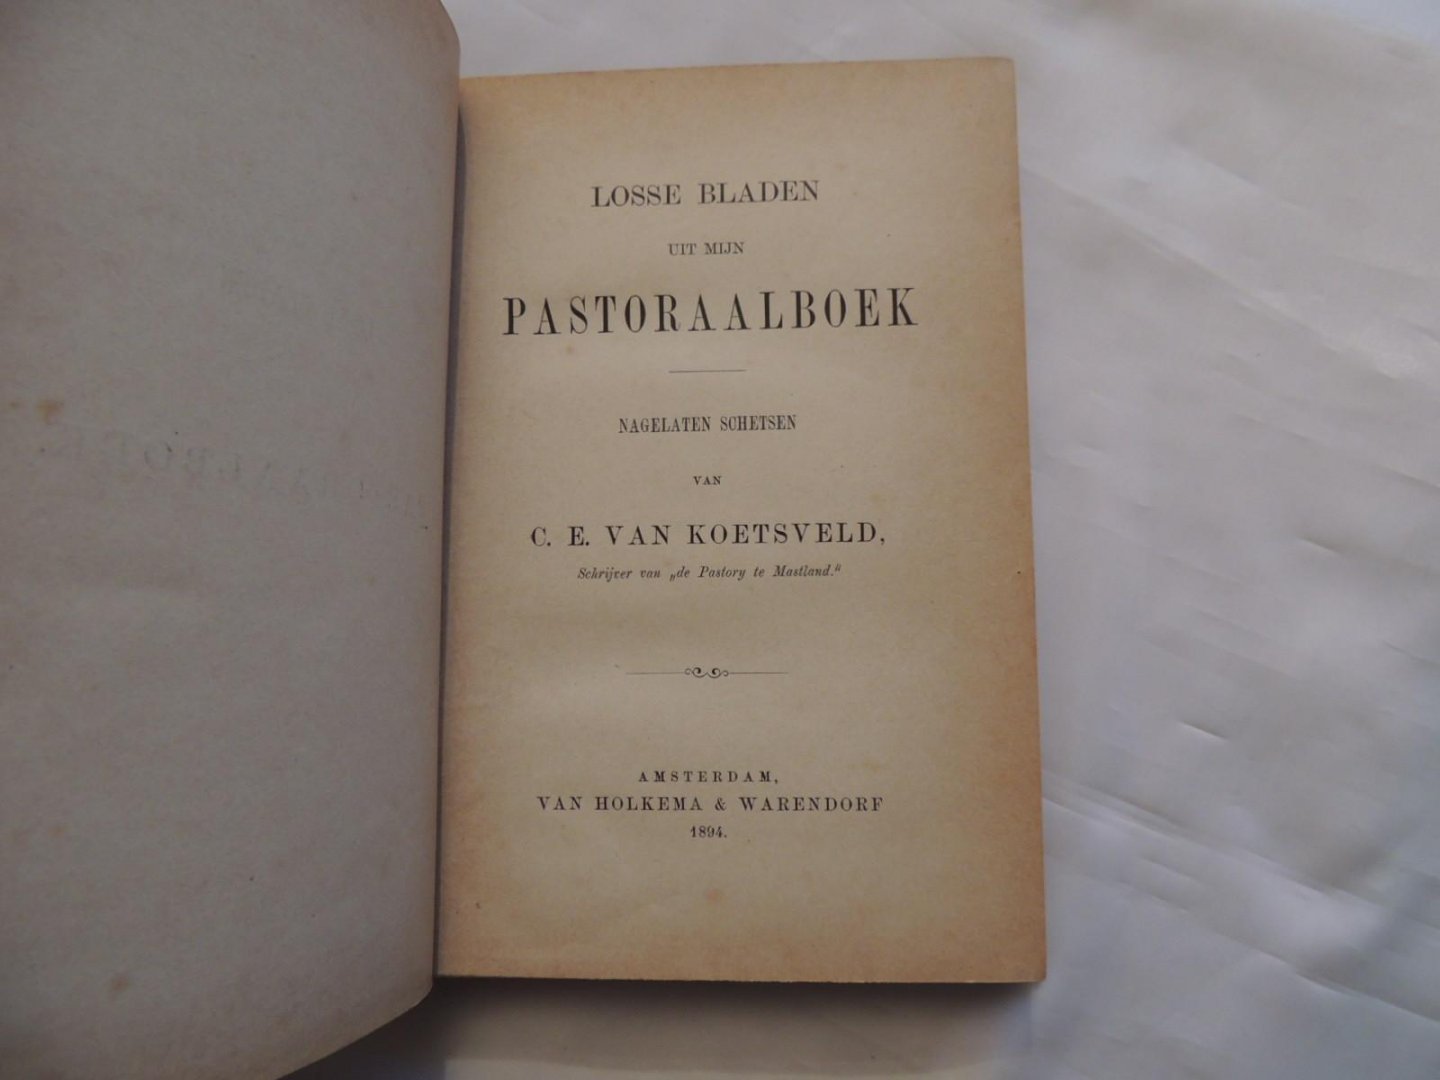 LOSSE BLADEN
UIT MIJN
PASTORAALBOEK
NAGELATEN SCHETSEN
VAN
C. E. VAN KOETSVELD,
Schrijver van „de Pastory te Mastland.“
AMSTERDAM,
VAN HOLKEMA & WARENDORF
1894.